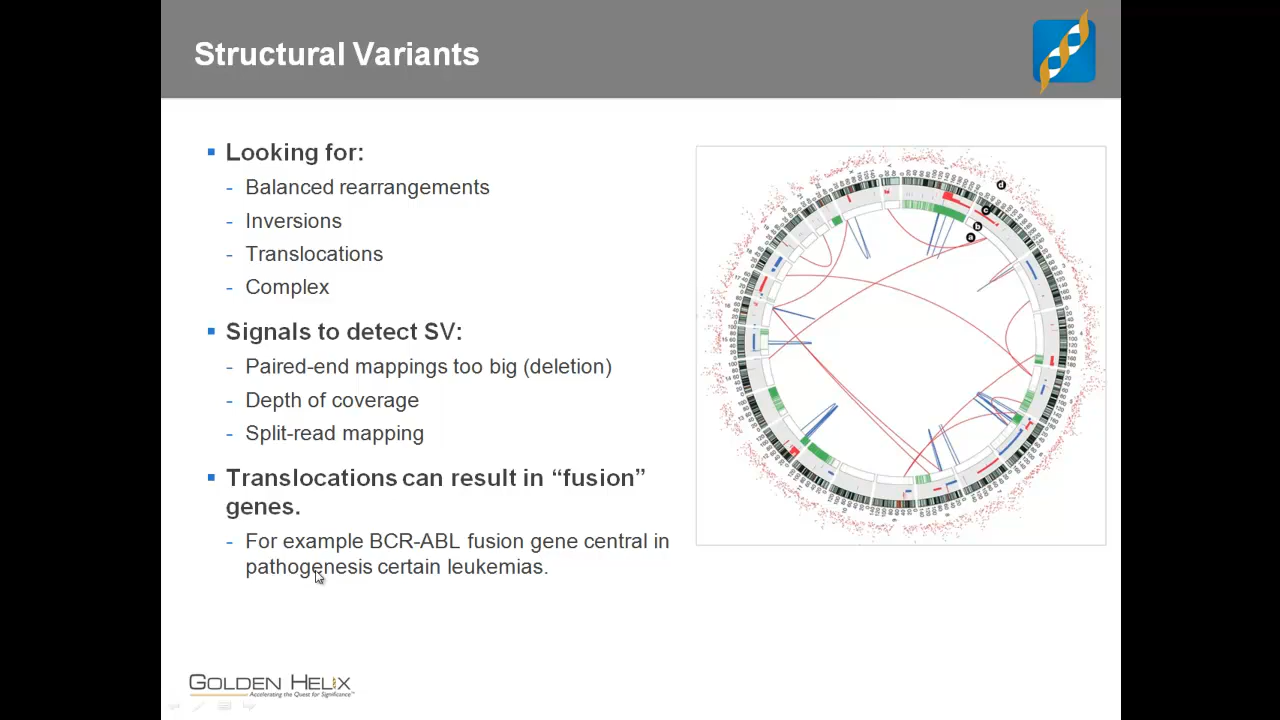 Structural Variants
Looking for:
- Balanced rearrangements
- Inversions
- Translocations
- Complex
Signals to detect SV:
- Paired-end mappings too big (deletion)
- Depth of coverage
- Split-read mapping
Translocations can result in “fusion”
genes.
- For example BCR-ABL fusion gene central in
pathogenesis certain leukemias.
d
c
b
a
GOLDEN HELIX
Accelerating the Quest for Significance™